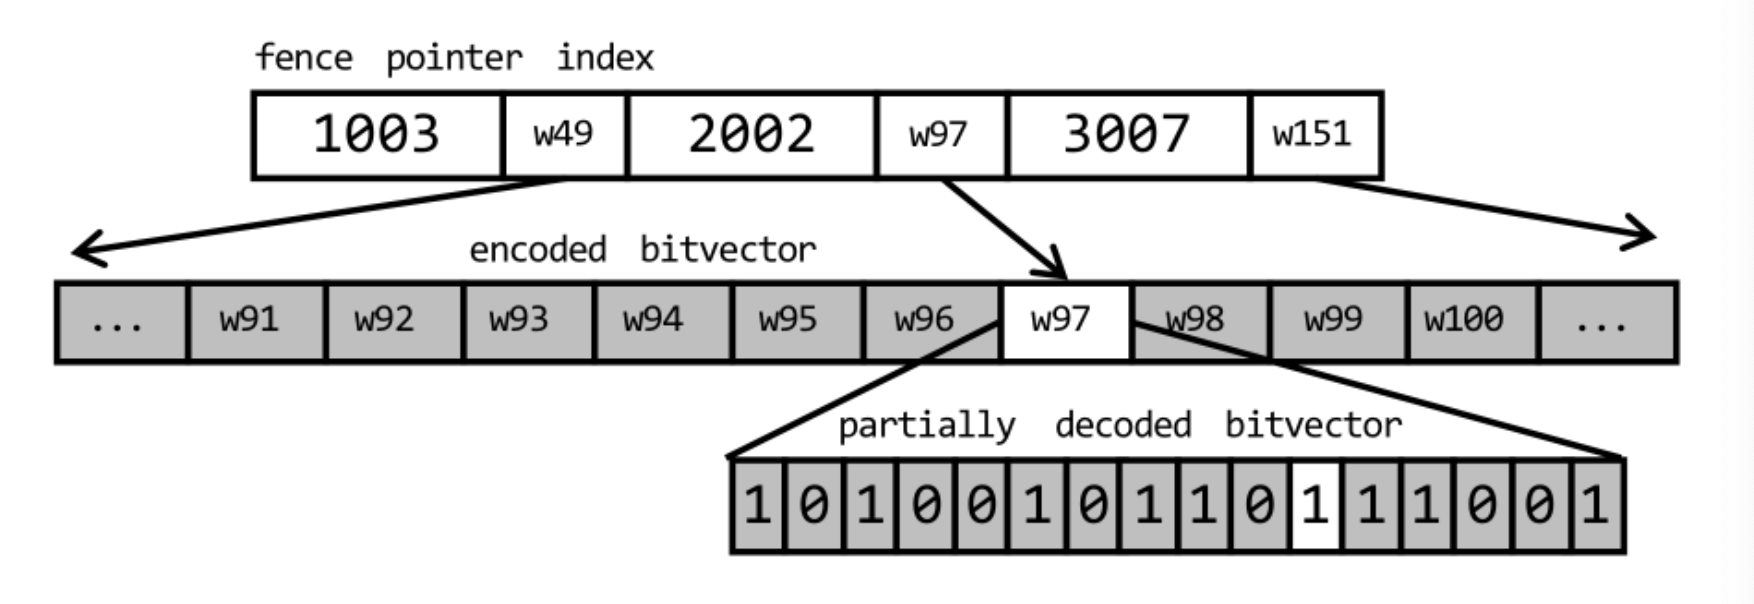 fence pointer index
1003 w49 2002 w97 3007 w151
encoded bitvector
... w91 w92 w93 w94 w95 w96 w97 w98 w99 w100 ...
partially decoded bitvector
1 0 1 0 0 1 0 1 1 0 1 1 1 0 0 1